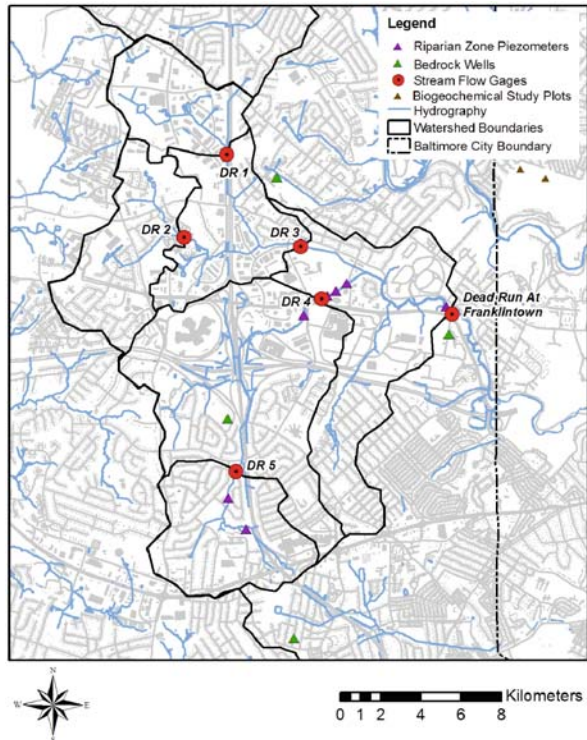 Legend
Riparian Zone Piezometers
Bedrock Wells
Stream Flow Gages
Biogeochemical Study Plots
Hydrography
Watershed Boundaries
Baltimore City Boundary
DR 1
DR 2
DR 3
DR 4
Dead Run At
Franklintown
DR 5
N
W
E
S
Kilometers
0 1 2 4 6 8